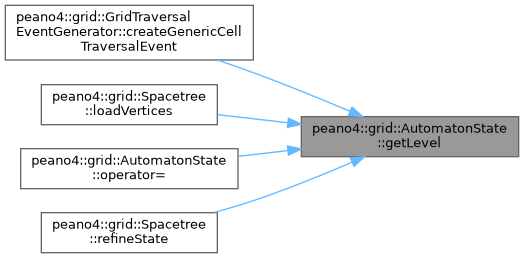 peano4::grid::GridTraversal
EventGenerator::createGenericCell
TraversalEvent
peano4::grid::Spacetree
::loadVertices
peano4::grid::AutomatonState
::getLevel
peano4::grid::AutomatonState
::operator=
peano4::grid::Spacetree
::refineState